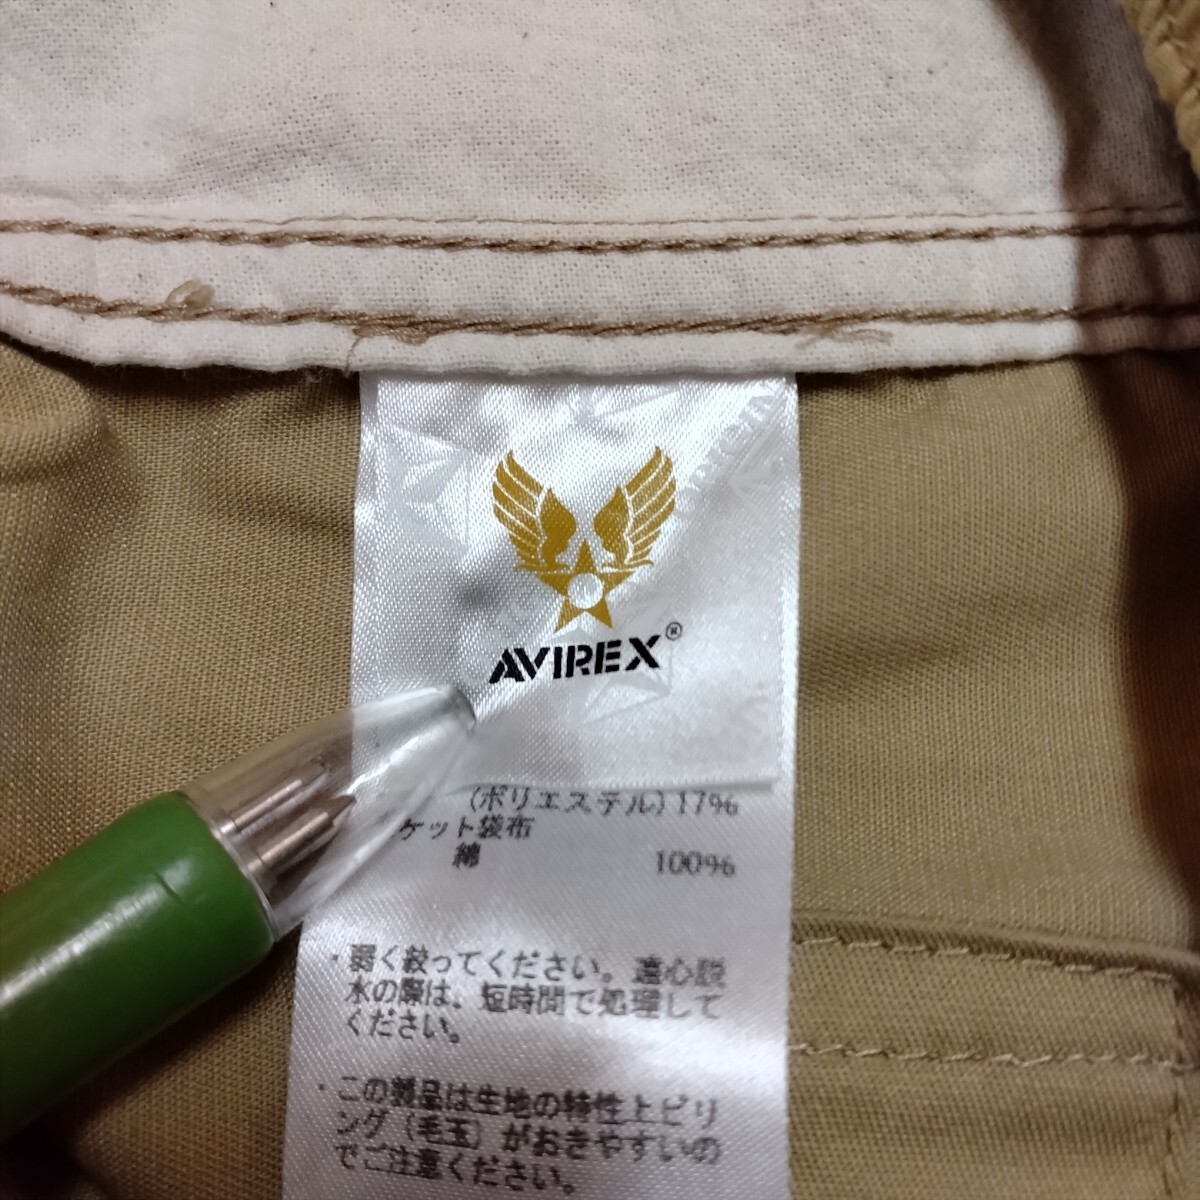 AVIREX®
(ポリエステル) 17%
ケット袋布
綿 100%
・弱く絞ってください。遠心脱
水の際は、短時間で処理して
ください。
・この製品は生地の特性上ピリ
ング（毛玉）がおきやすいの
でご注意ください。